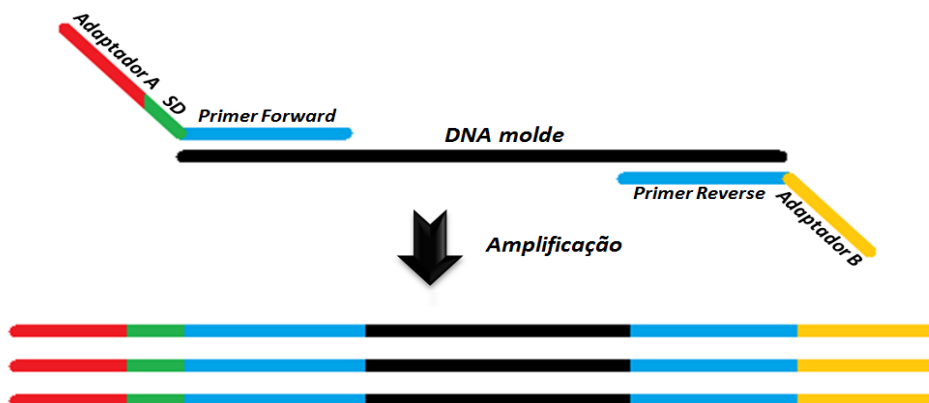 Adaptador A SD
Primer Forward
DNA molde
Primer Reverse
Adaptador B
Amplificação